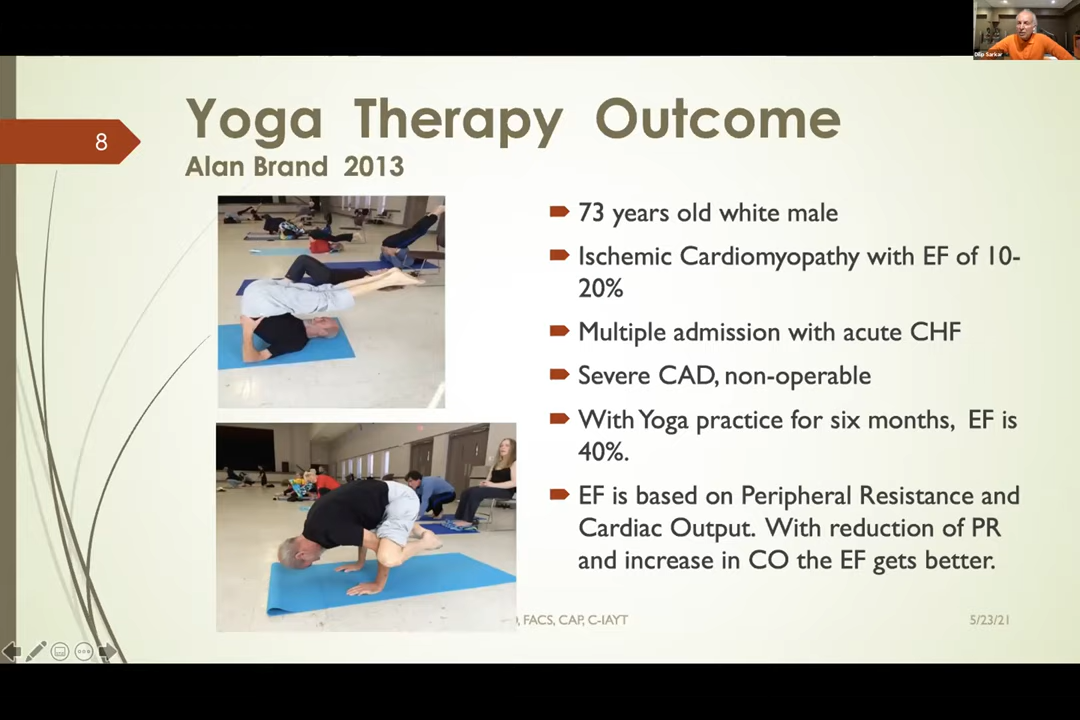 Dilip Sarkar
8
Yoga Therapy Outcome
Alan Brand 2013
73 years old white male
Ischemic Cardiomyopathy with EF of 10-
20%
Multiple admission with acute CHF
Severe CAD, non-operable
With Yoga practice for six months, EF is
40%.
EF is based on Peripheral Resistance and
Cardiac Output. With reduction of PR
and increase in CO the EF gets better.
, FACS, CAP, C-IAYT
5/23/21